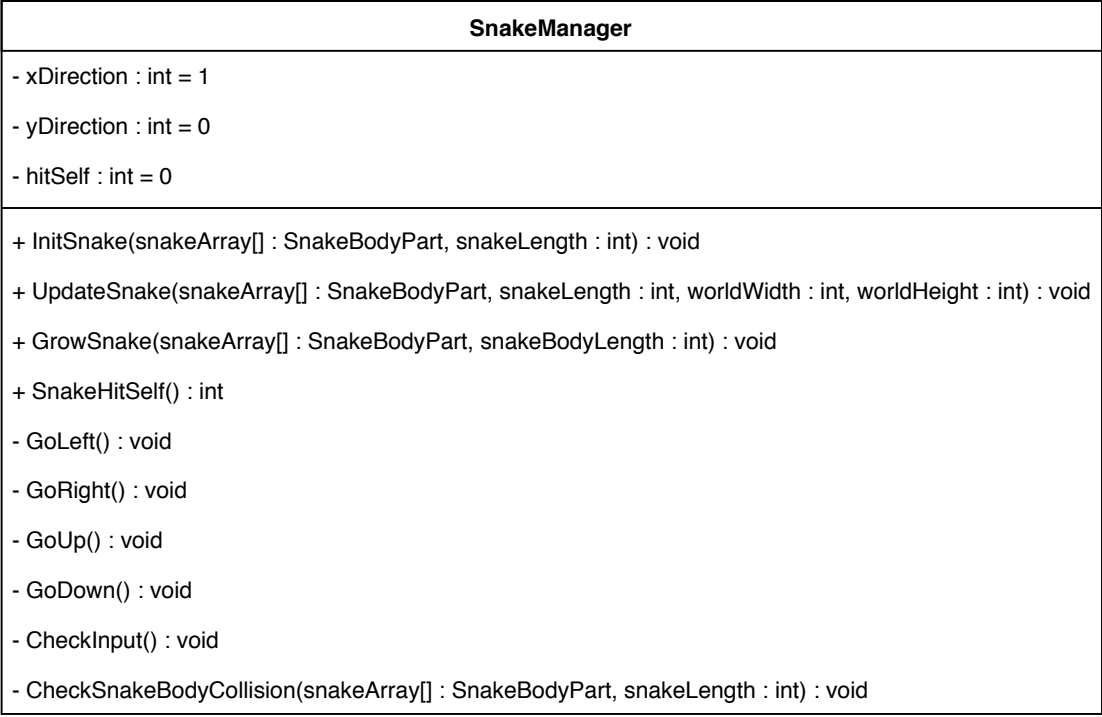 SnakeManager
- xDirection : int = 1
- yDirection : int = 0
- hitSelf : int = 0
+ InitSnake(snakeArray[] : SnakeBodyPart, snakeLength : int) : void
+ UpdateSnake(snakeArray[] : SnakeBodyPart, snakeLength : int, worldWidth : int, worldHeight : int) : void
+ GrowSnake(snakeArray[] : SnakeBodyPart, snakeBodyLength : int) : void
+ SnakeHitSelf() : int
- GoLeft() : void
- GoRight() : void
- GoUp() : void
- GoDown() : void
- CheckInput() : void
- CheckSnakeBodyCollision(snakeArray[] : SnakeBodyPart, snakeLength : int) : void